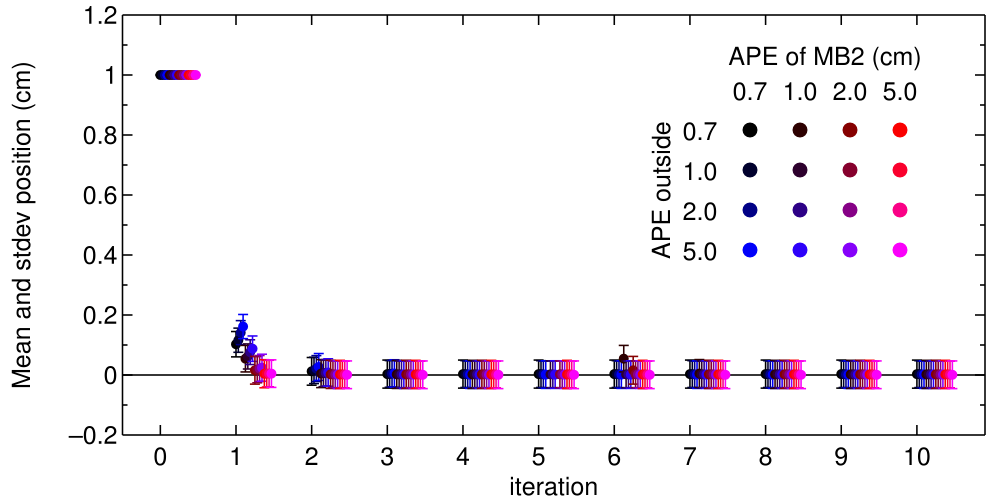 Mean and stdev position (cm)
1.2
1
0.8
0.6
0.4
0.2
0
−0.2
APE of MB2 (cm)
0.7 1.0 2.0 5.0
APE outside
0.7
1.0
2.0
5.0
0 1 2 3 4 5 6 7 8 9 10
iteration